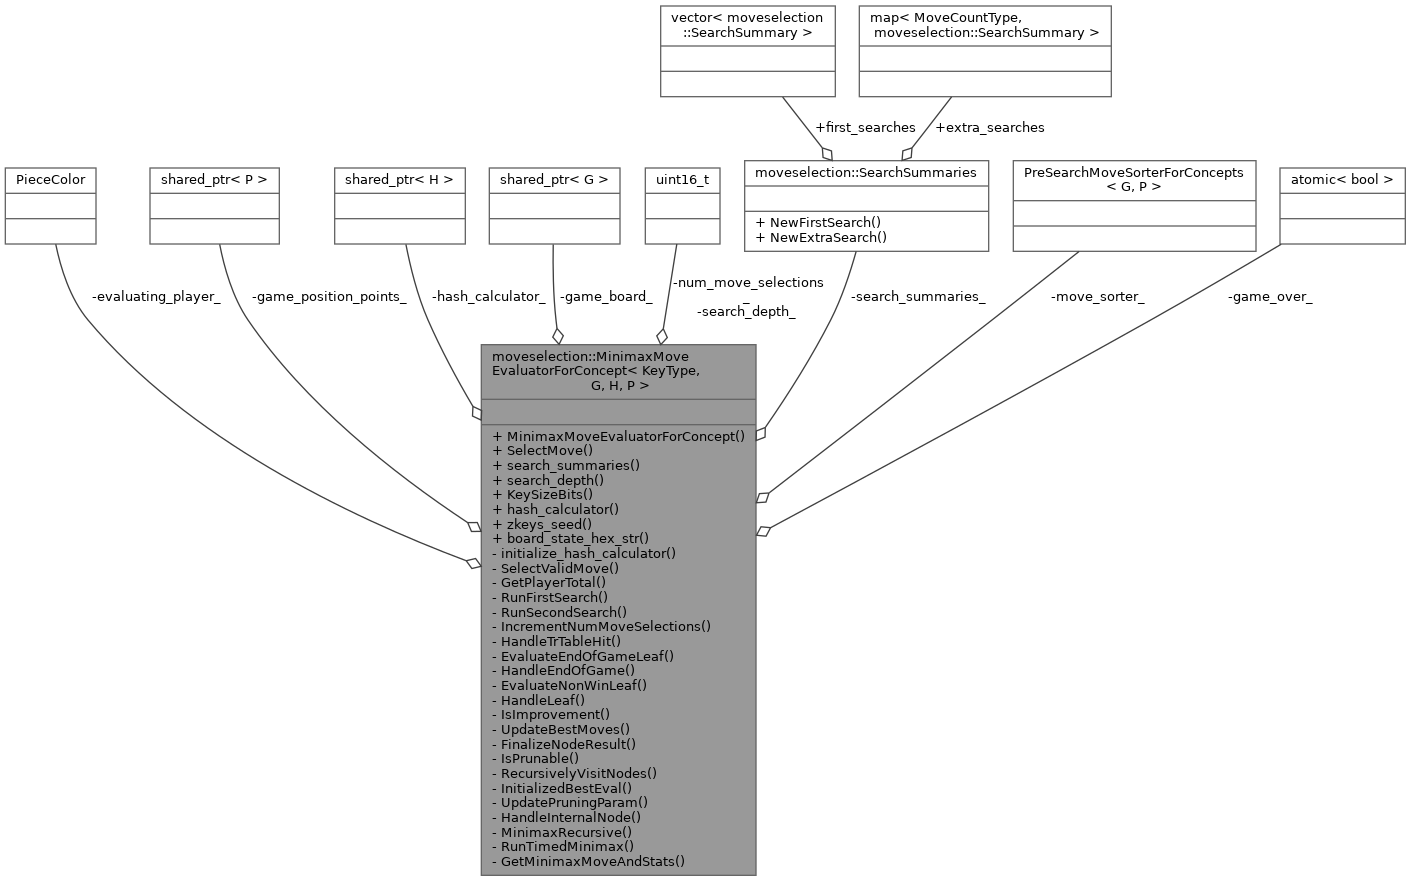 vector< moveselection
::SearchSummary >
map< MoveCountType,
moveselection::SearchSummary >
+first_searches
+extra_searches
PieceColor
shared_ptr< P >
shared_ptr< H >
shared_ptr< G >
uint16_t
moveselection::SearchSummaries
+ NewFirstSearch()
+ NewExtraSearch()
PreSearchMoveSorterForConcepts
< G, P >
atomic< bool >
-evaluating_player_
-game_position_points_
-hash_calculator_
-game_board_
-num_move_selections
_
-search_depth_
-search_summaries_
-move_sorter_
-game_over_
moveselection::MinimaxMove
EvaluatorForConcept< KeyType,
G, H, P >
+ MinimaxMoveEvaluatorForConcept()
+ SelectMove()
+ search_summaries()
+ search_depth()
+ KeySizeBits()
+ hash_calculator()
+ zkeys_seed()
+ board_state_hex_str()
- initialize_hash_calculator()
- SelectValidMove()
- GetPlayerTotal()
- RunFirstSearch()
- RunSecondSearch()
- IncrementNumMoveSelections()
- HandleTrTableHit()
- EvaluateEndOfGameLeaf()
- HandleEndOfGame()
- EvaluateNonWinLeaf()
- HandleLeaf()
- IsImprovement()
- UpdateBestMoves()
- FinalizeNodeResult()
- IsPrunable()
- RecursivelyVisitNodes()
- InitializedBestEval()
- UpdatePruningParam()
- HandleInternalNode()
- MinimaxRecursive()
- RunTimedMinimax()
- GetMinimaxMoveAndStats()